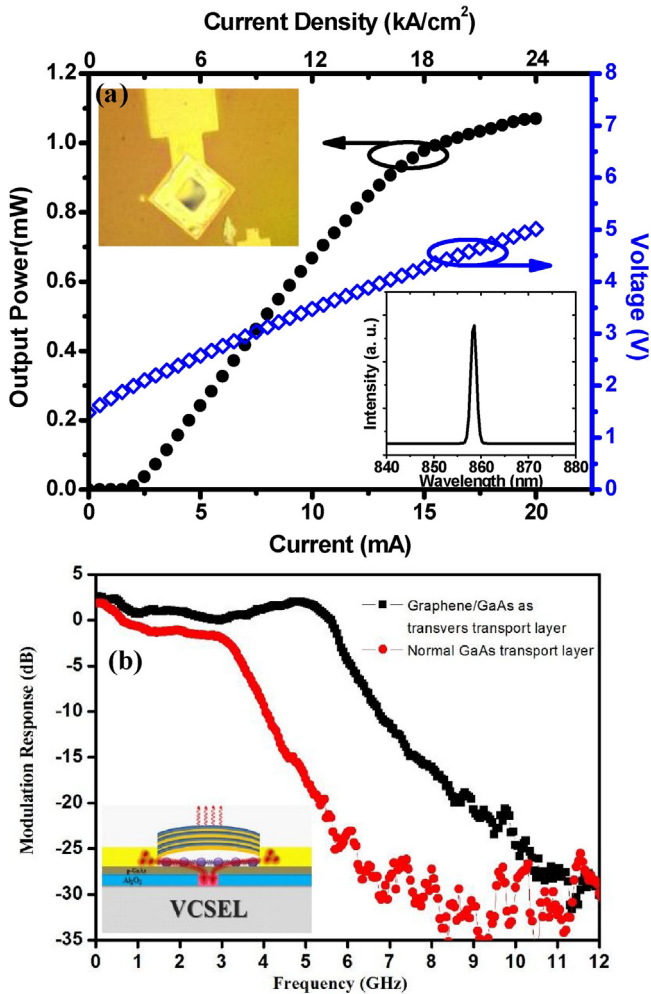 Current Density (kA/cm²)
0 3 6 9 12 15 18 21 24
(a)
1.2
1.0
0.8
0.6
0.4
0.2
0.0
Output Power(mW)
8
7
6
5
4
3
2
1
0
Voltage (V)
Intensity (a. u.)
840 850 860 870 880
Wavelength (nm)
0 5 10 15 20
Current (mA)
5
0
-5
-10
-15
-20
-25
-30
-35
Modulation Response (dB)
(b)
Graphene/GaAs as
transvers transport layer
Normal GaAs transport layer
p-GaAs
Al₂O₃
VCSEL
0 1 2 3 4 5 6 7 8 9 10 11 12
Frequency (GHz)